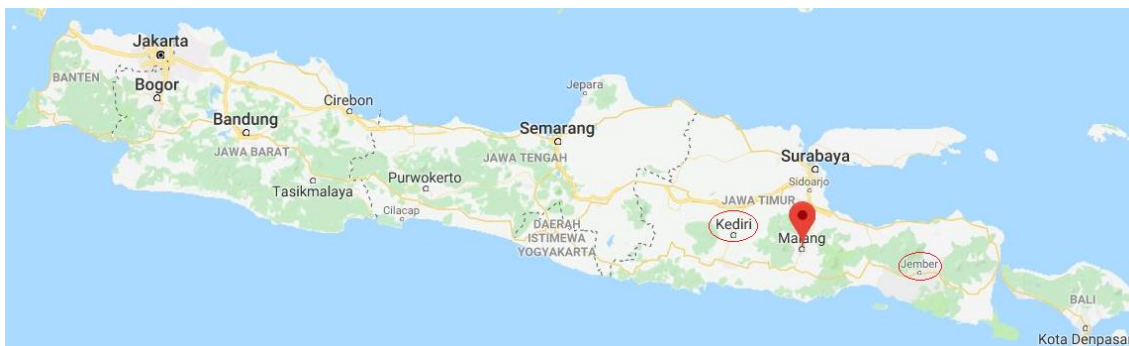 Jakarta
BANTEN
Bogor
Jepara
Cirebon
Bandung
Semarang
JAWA BARAT
JAWA TENGAH
Surabaya
Tasikmalaya
Purwokerto
Sidoarjo
Cilacap
JAWA TIMUR
DAERAH
ISTIMEWA
YOGYAKARTA
Kediri
Malang
Jember
BALI
Kota Denpasar